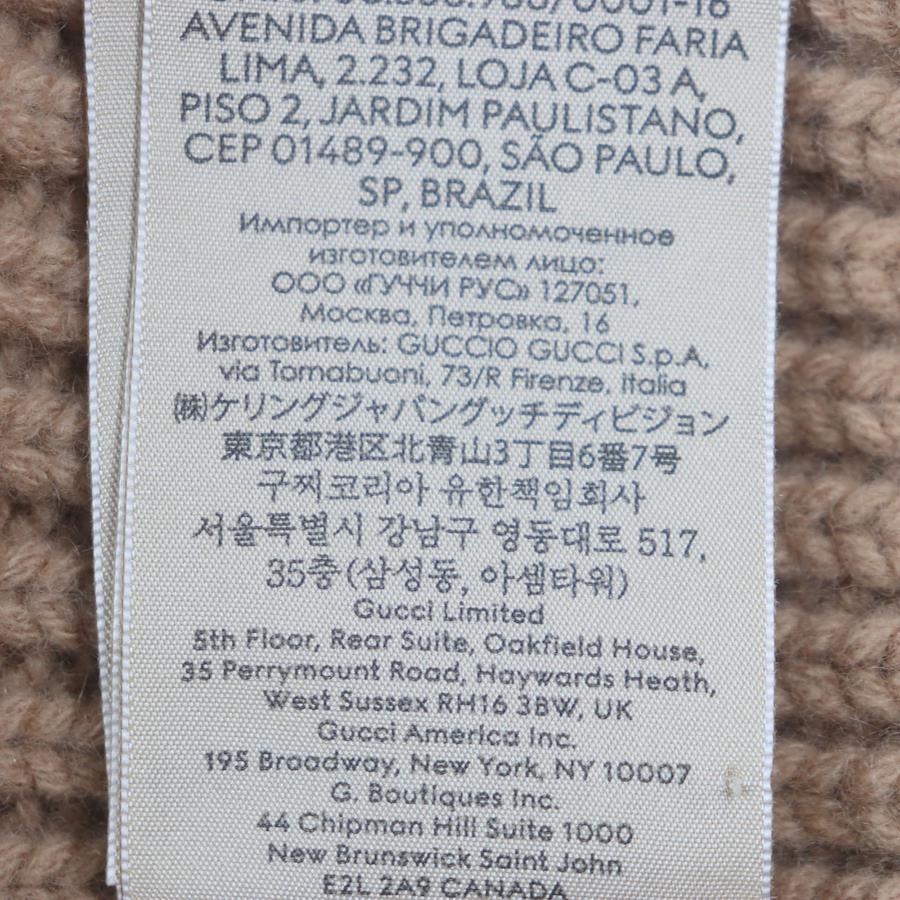 AVENIDA BRIGADEIRO FARIA
LIMA, 2.232, LOJA C-03 A,
PISO 2, JARDIM PAULISTANO,
CEP 01489-900, SÃO PAULO,
SP, BRAZIL
Импортер и уполномоченное
изготовителем лицо:
ООО «ГУЧЧИ РУС» 127051,
Москва, Петровка, 16
Изготовитель: GUCCIO GUCCI S.p.A,
via Tornabuoni, 73/R Firenze, Italia
㈱ケリングジャパングッチディビジョン
東京都港区北青山3丁目6番7号
구찌코리아 유한책임회사
서울특별시 강남구 영동대로 517,
35층(삼성동, 아셈타워)
Gucci Limited
5th Floor, Rear Suite, Oakfield House,
35 Perrymount Road, Haywards Heath,
West Sussex RH16 3BW, UK
Gucci America Inc.
195 Broadway, New York, NY 10007
G. Boutiques Inc.
44 Chipman Hill Suite 1000
New Brunswick Saint John
E2L 2A9 CANADA